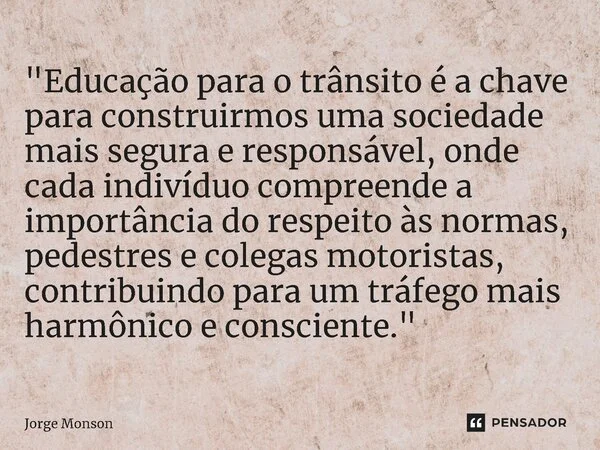 "Educação para o trânsito é a chave
para construirmos uma sociedade
mais segura e responsável, onde
cada indivíduo compreende a
importância do respeito às normas,
pedestres e colegas motoristas,
contribuindo para um tráfego mais
harmônico e consciente."
Jorge Monson
PENSADOR